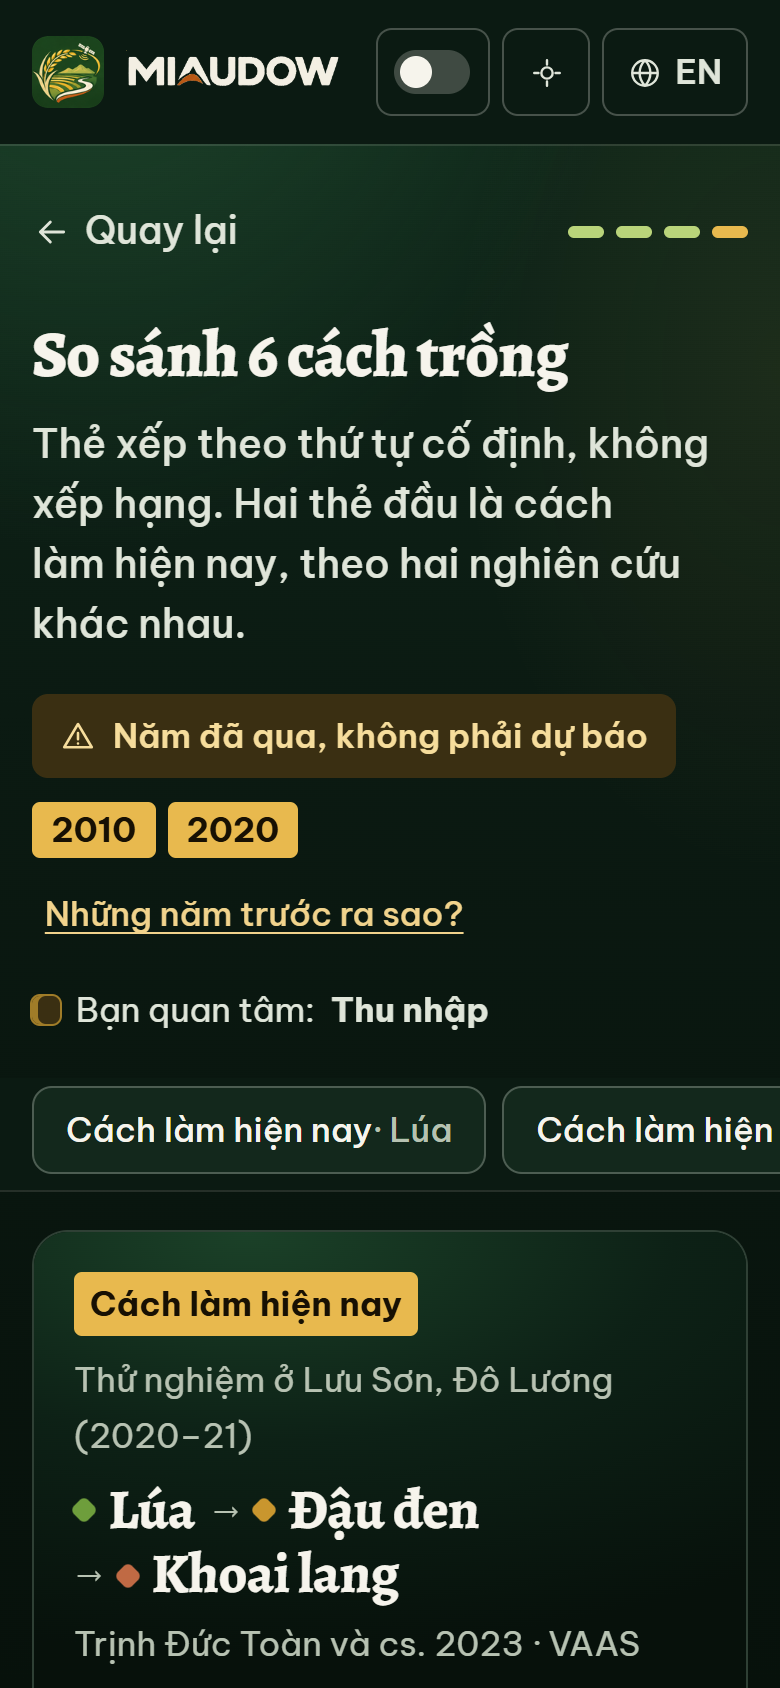 MIAUDOW
EN
Quay lại
So sánh 6 cách trồng
Thẻ xếp theo thứ tự cố định, không
xếp hạng. Hai thẻ đầu là cách
làm hiện nay, theo hai nghiên cứu
khác nhau.
Năm đã qua, không phải dự báo
2010 2020
Những năm trước ra sao?
Bạn quan tâm: Thu nhập
Cách làm hiện nay· Lúa
Cách làm hiện
Cách làm hiện nay
Thử nghiệm ở Lưu Sơn, Đô Lương
(2020–21)
Lúa → Đậu đen
→ Khoai lang
Trịnh Đức Toàn và cs. 2023 · VAAS